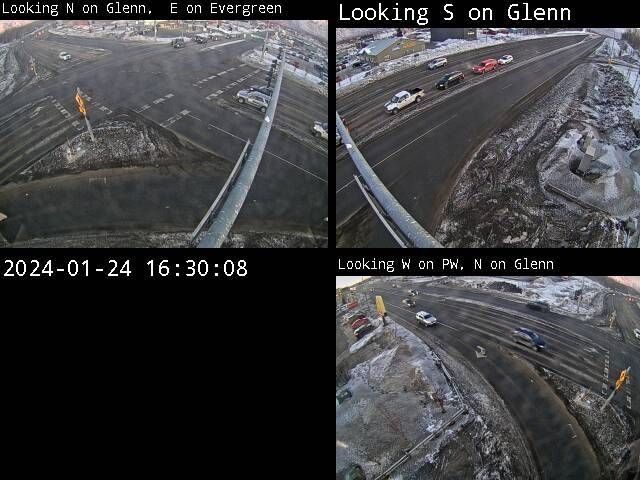 Looking N on Glenn,  E on Evergreen
Looking S on Glenn
2024-01-24 16:30:08
Looking W on PW, N on Glenn